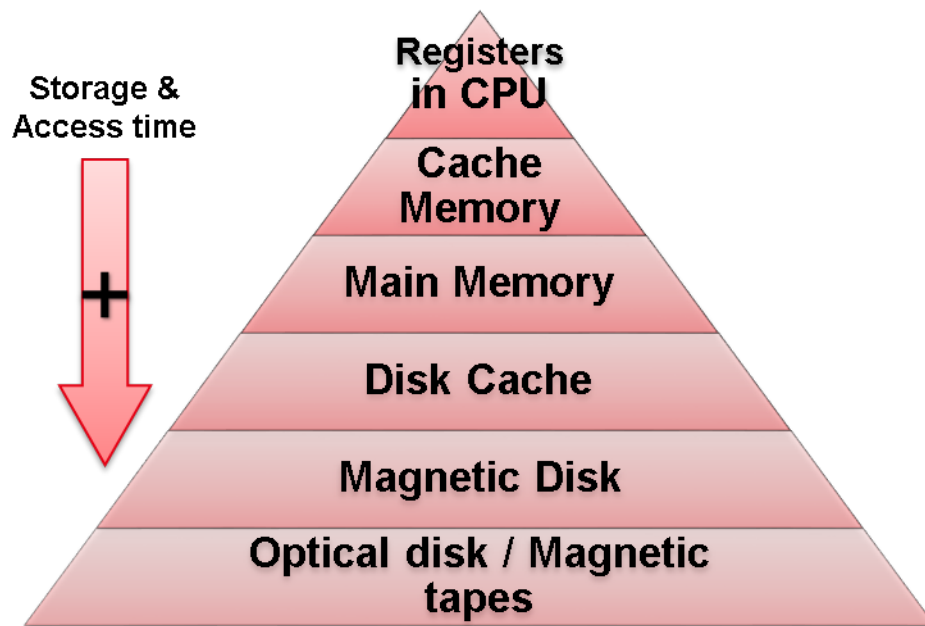 Storage &
Access time
+
Registers
in CPU
Cache
Memory
Main Memory
Disk Cache
Magnetic Disk
Optical disk / Magnetic
tapes